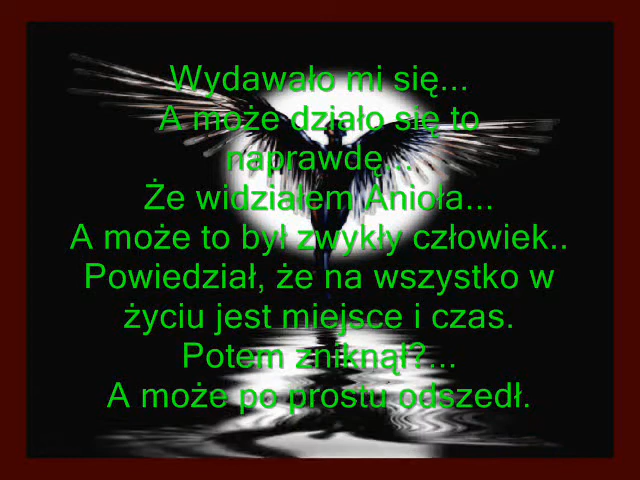 Wydawało mi się...
A może działo się to
naprawdę...
Że widziałem Anioła...
A może to był zwykły człowiek..
Powiedział, że na wszystko w
życiu jest miejsce i czas.
Potem zniknął?...
A może po prostu odszedł.